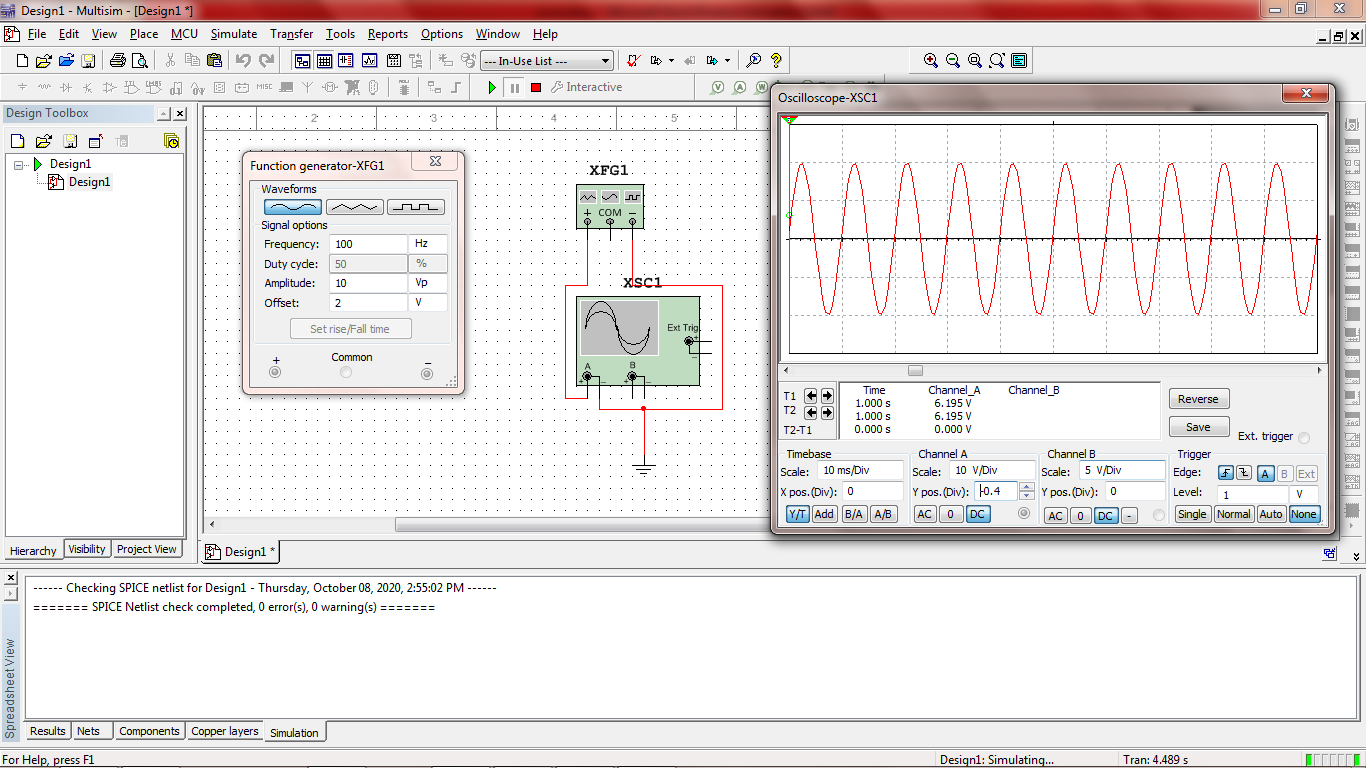 Design1 - Multisim - [Design1 *]
File Edit View Place MCU Simulate Transfer Tools Reports Options Window Help
--- In-Use List ---
Interactive
Design Toolbox
Design1
Design1
Hierarchy Visibility Project View
2 3 4 5
Function generator-XFG1
Waveforms
Signal options
Frequency: 100 Hz
Duty cycle: 50 %
Amplitude: 10 Vp
Offset: 2 V
Set rise/Fall time
+ Common −
XFG1
+ COM −
XSC1
Ext Trig
+
−
A B
+ − + −
Design1 *
Oscilloscope-XSC1
Time Channel_A Channel_B
T1 1.000 s 6.195 V
T2 1.000 s 6.195 V
T2-T1 0.000 s 0.000 V
Reverse
Save
Ext. trigger
Timebase
Scale: 10 ms/Div
X pos.(Div): 0
Y/T Add B/A A/B
Channel A
Scale: 10 V/Div
Y pos.(Div): -0.4
AC 0 DC
Channel B
Scale: 5 V/Div
Y pos.(Div): 0
AC 0 DC -
Trigger
Edge: A B Ext
Level: 1 V
Single Normal Auto None
Spreadsheet View
------ Checking SPICE netlist for Design1 - Thursday, October 08, 2020, 2:55:02 PM ------
======= SPICE Netlist check completed, 0 error(s), 0 warning(s) =======
Results Nets Components Copper layers Simulation
For Help, press F1
Design1: Simulating...
Tran: 4.489 s